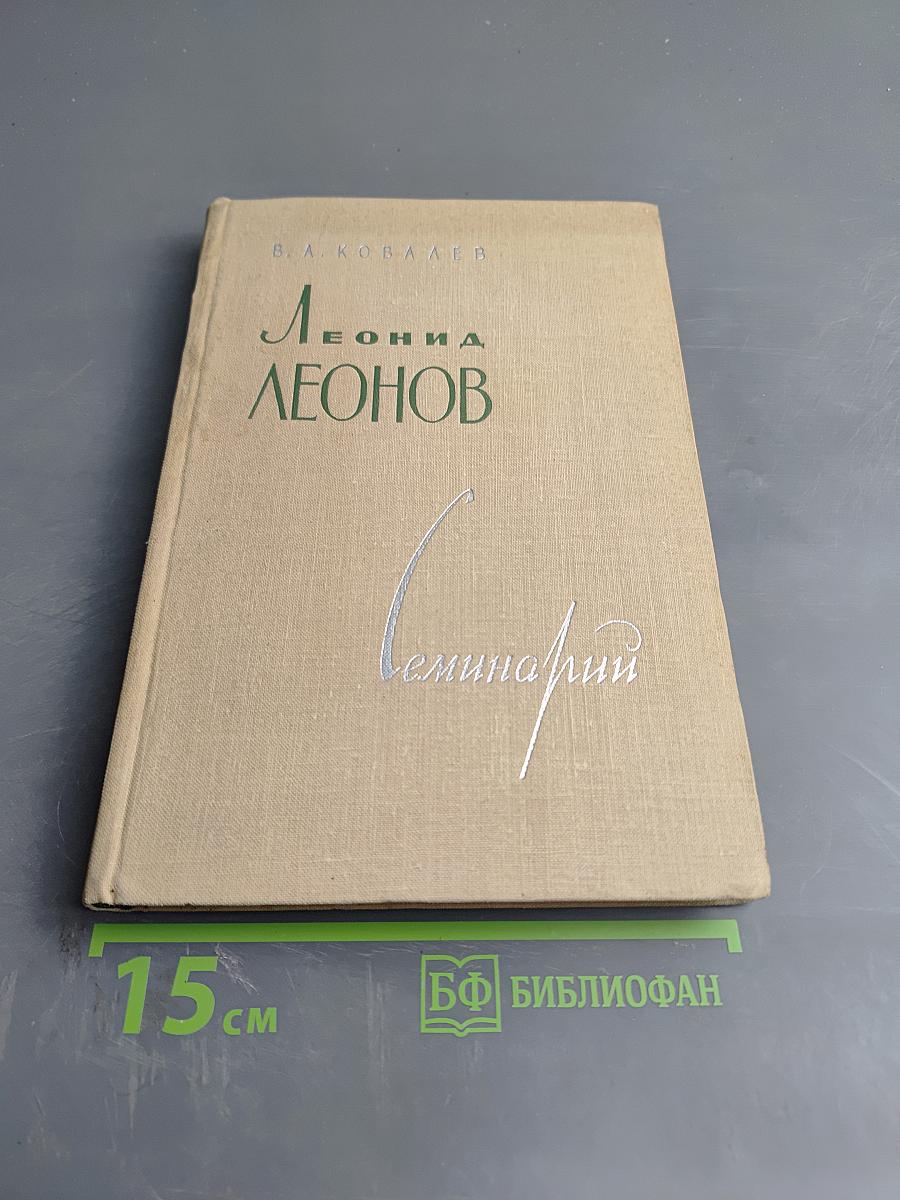 В. А. КОВАЛЕВ
Леонид
ЛЕОНОВ
Семинарий
15 см
БФ БИБЛИОФАН